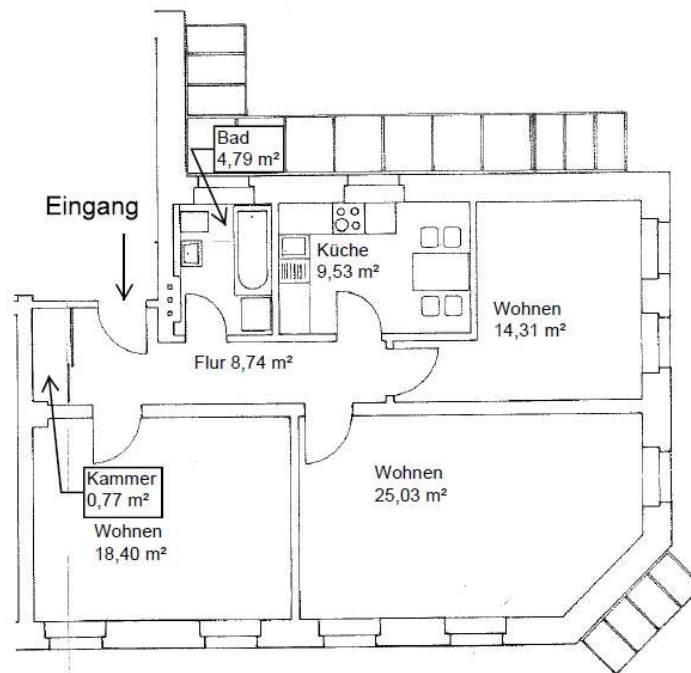 Bad
4,79 m²
Eingang
Küche
9,53 m²
Wohnen
14,31 m²
Flur 8,74 m²
Wohnen
25,03 m²
Kammer
0,77 m²
Wohnen
18,40 m²